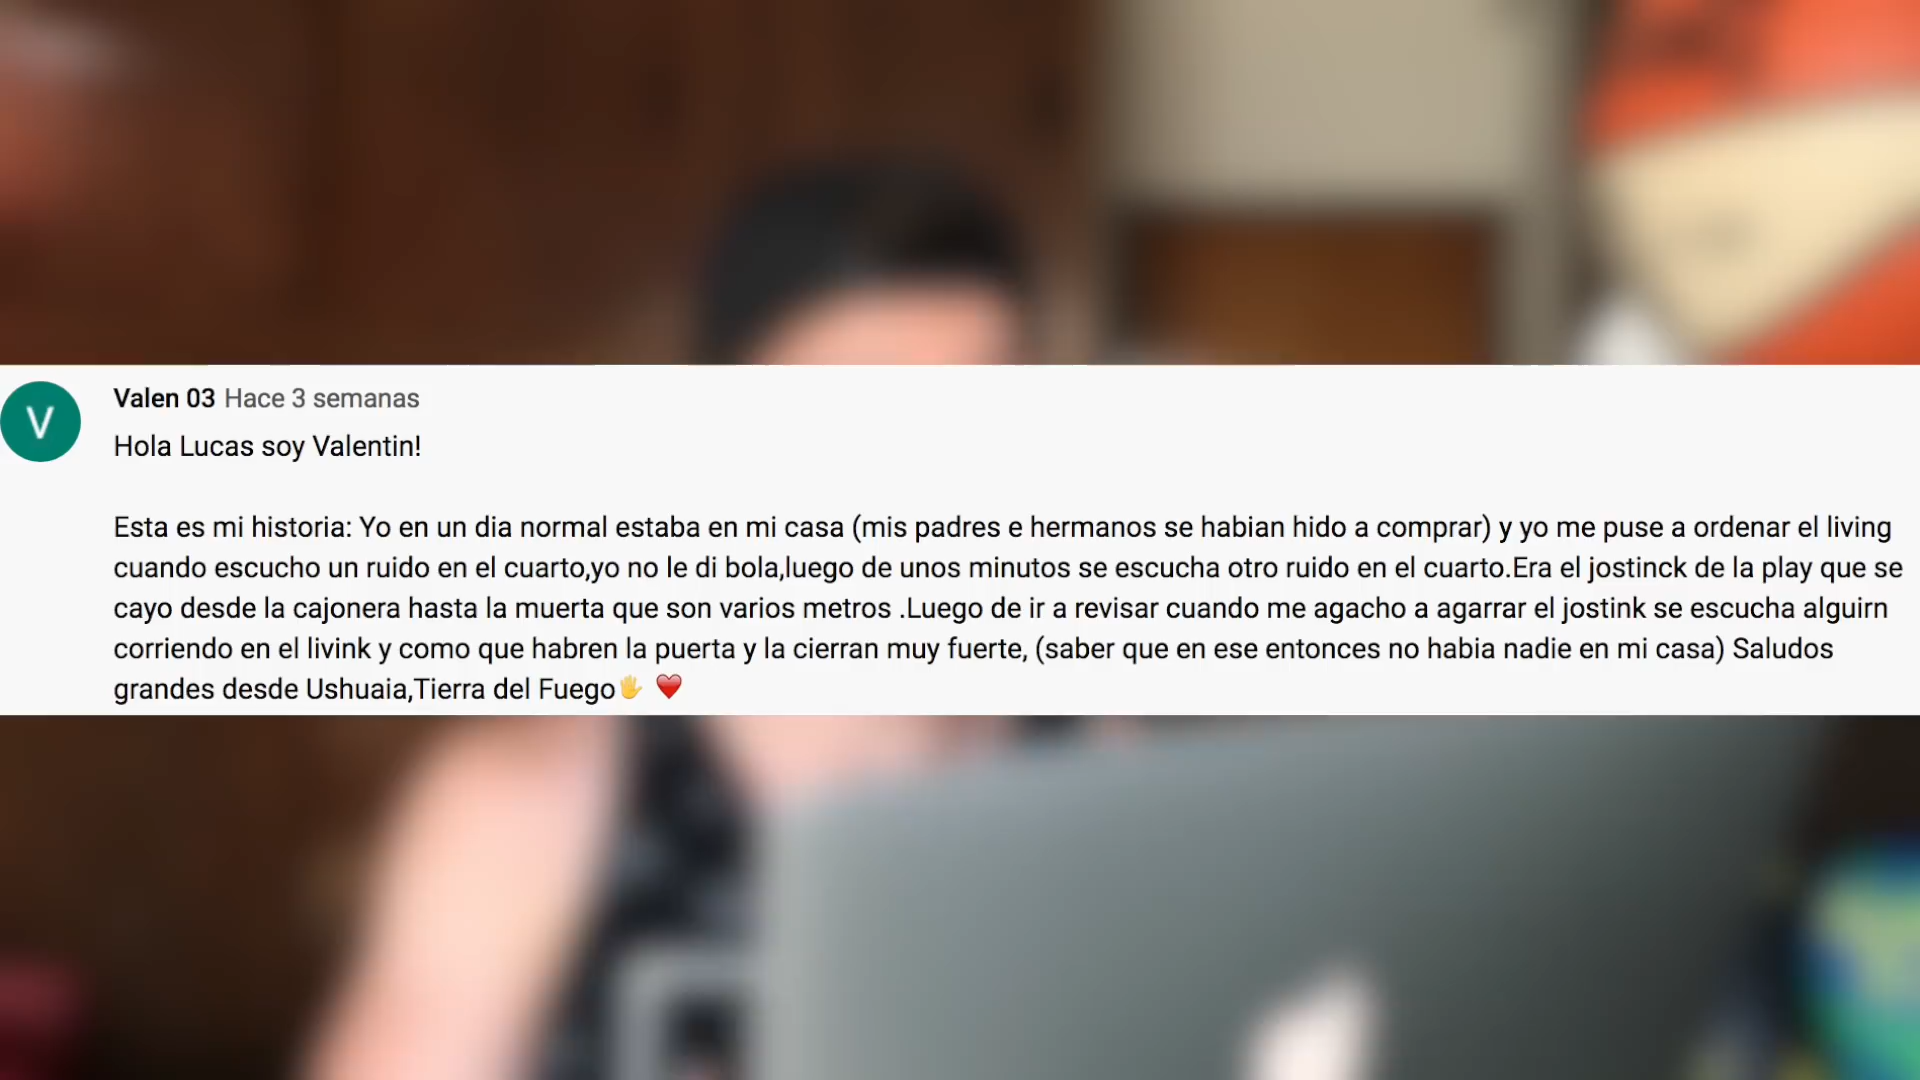 V
Valen 03 Hace 3 semanas
Hola Lucas soy Valentin!
Esta es mi historia: Yo en un dia normal estaba en mi casa (mis padres e hermanos se habian hido a comprar) y yo me puse a ordenar el living
cuando escucho un ruido en el cuarto,yo no le di bola,luego de unos minutos se escucha otro ruido en el cuarto.Era el jostinck de la play que se
cayo desde la cajonera hasta la muerta que son varios metros .Luego de ir a revisar cuando me agacho a agarrar el jostink se escucha alguirn
corriendo en el livink y como que habren la puerta y la cierran muy fuerte, (saber que en ese entonces no habia nadie en mi casa) Saludos
grandes desde Ushuaia,Tierra del Fuego🖐 ❤️